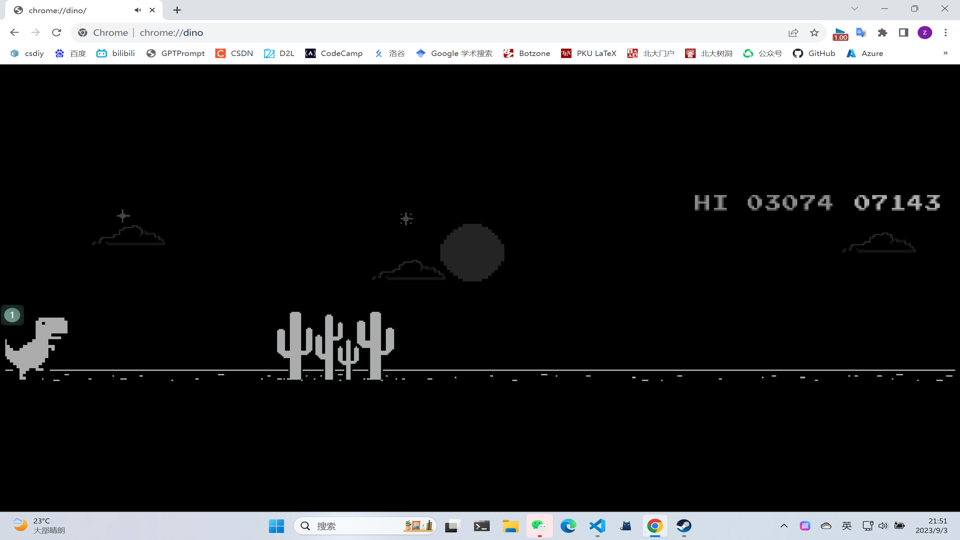 chrome://dino/
Chrome | chrome://dino
1.00
z
csdiy 百度 bilibili GPTPrompt CSDN D2L CodeCamp 洛谷 Google 学术搜索 Botzone PKU LaTeX 北大门户 北大树洞 公众号 GitHub Azure »
HI 03074 07143
1
23°C
大部晴朗
搜索
英
21:51
2023/9/3